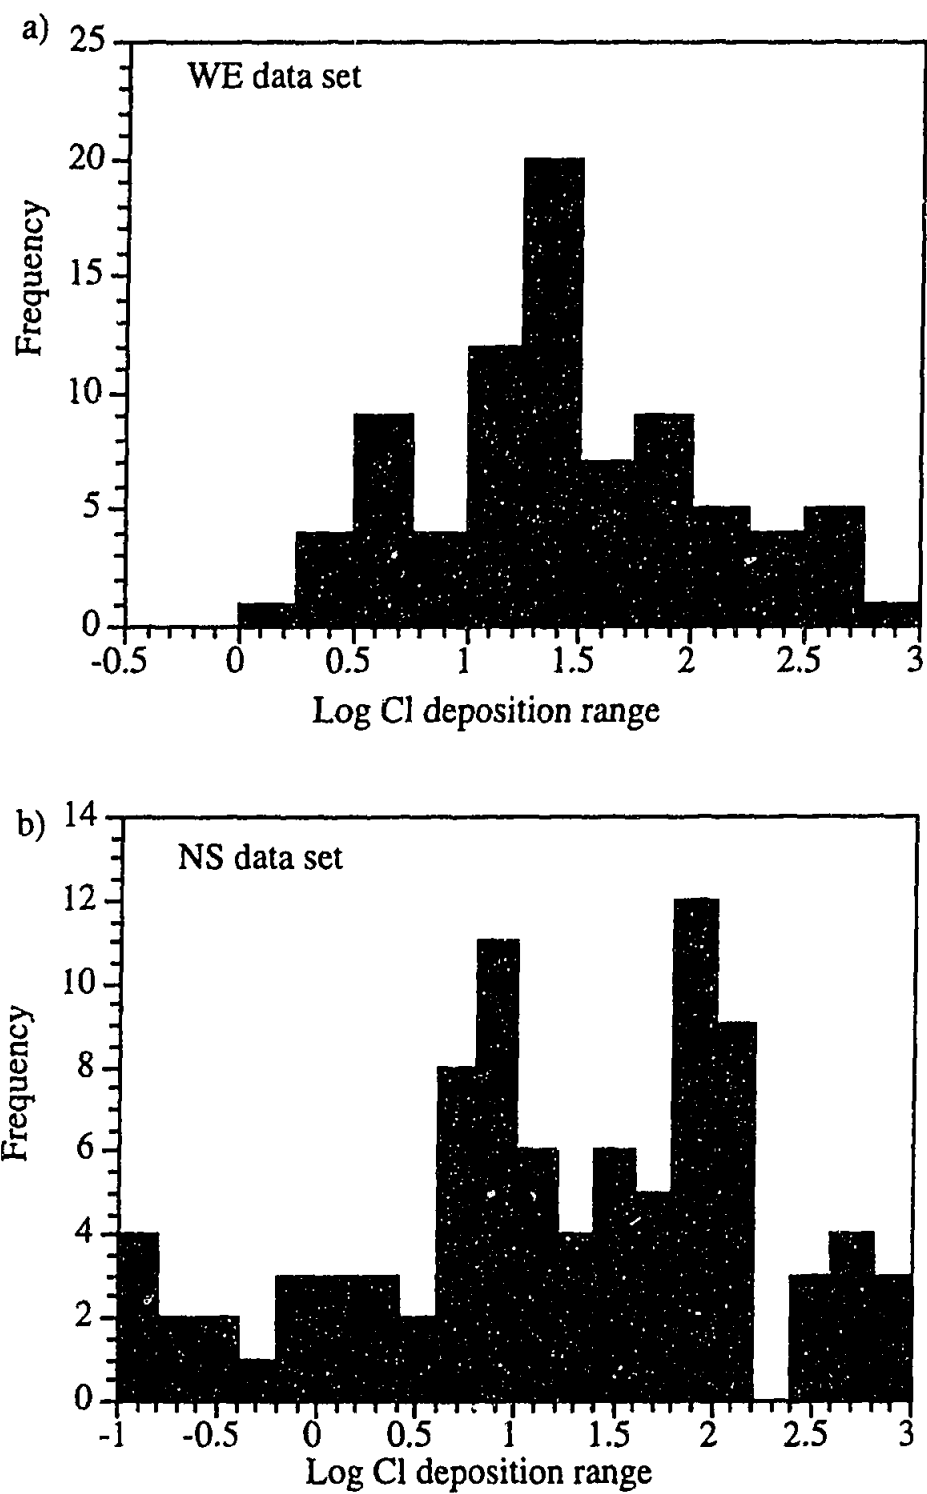 a)
25
WE data set
20
15
10
5
0
Frequency
-0.5 0 0.5 1 1.5 2 2.5 3
Log Cl deposition range
b)
14
NS data set
12
10
8
6
4
2
0
Frequency
-1 -0.5 0 0.5 1 1.5 2 2.5 3
Log Cl deposition range